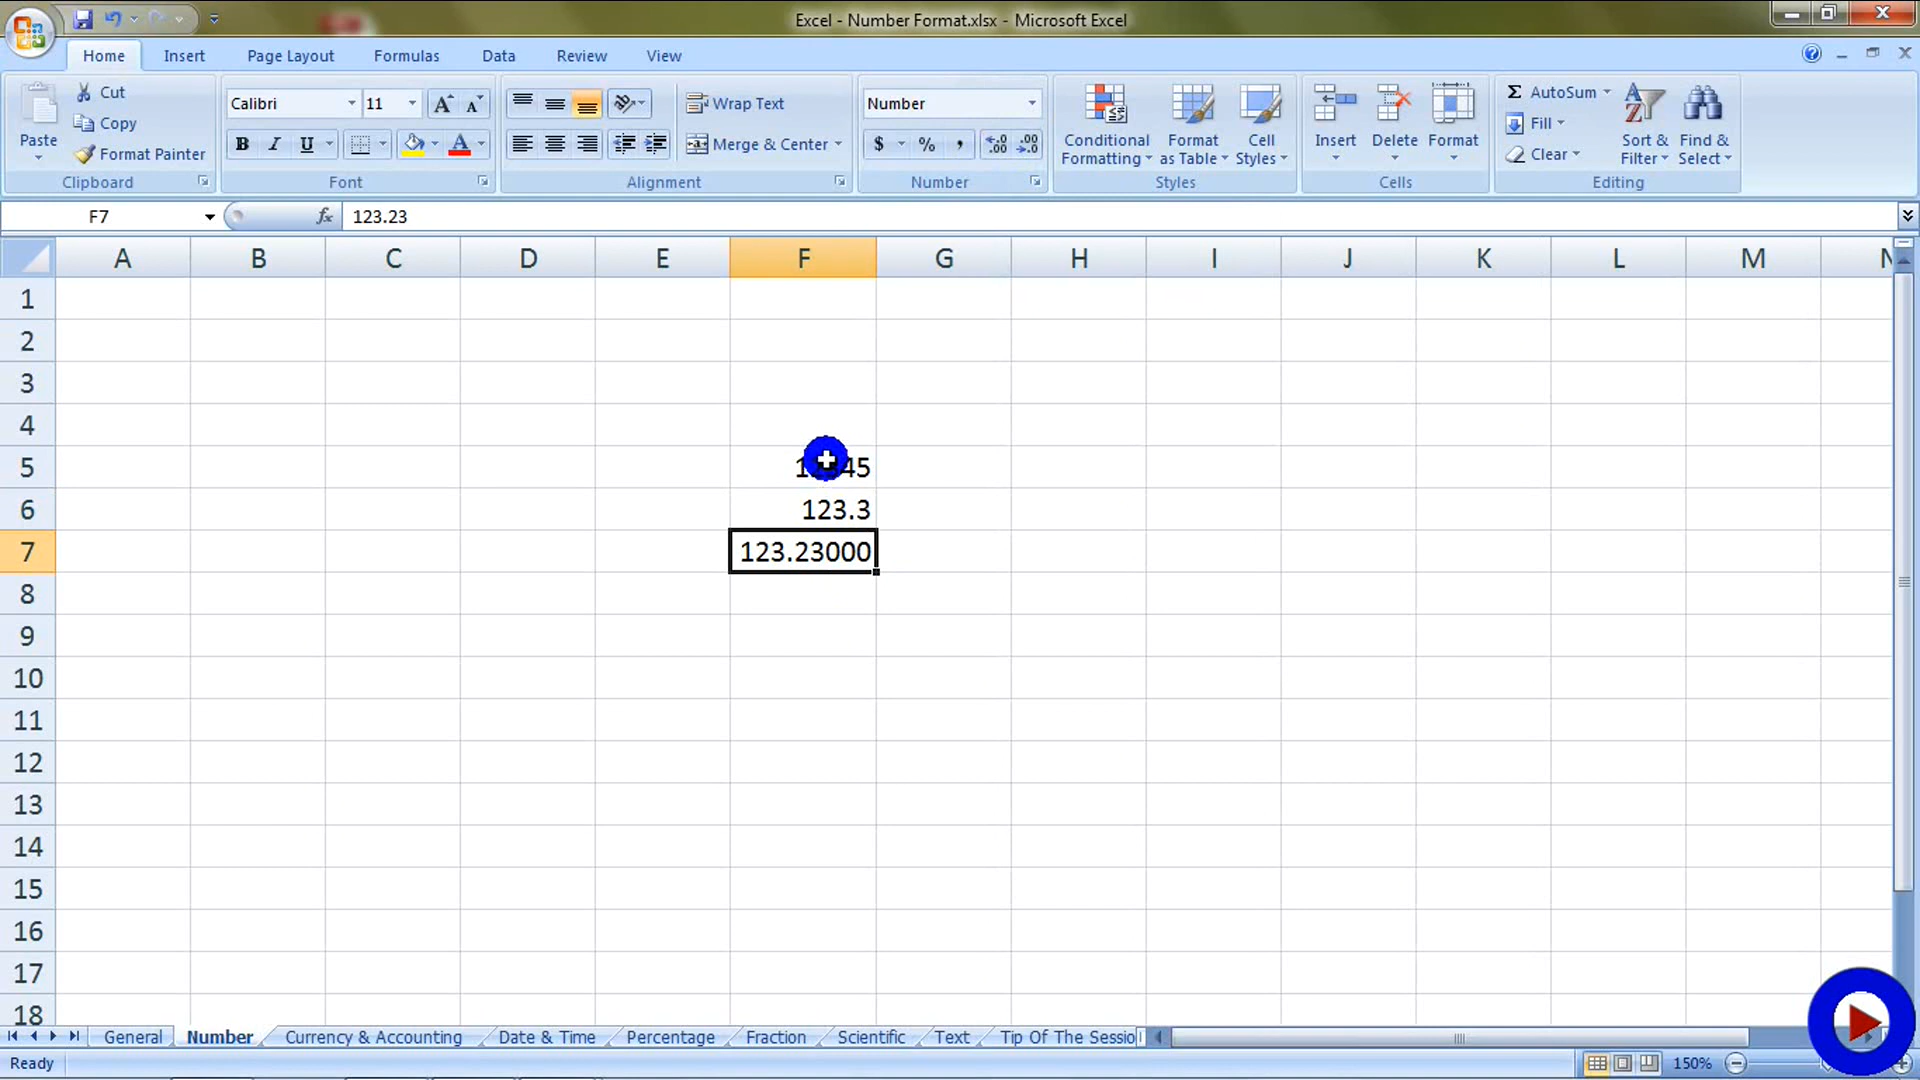 Excel - Number Format.xlsx - Microsoft Excel
Home Insert Page Layout Formulas Data Review View
Paste
Cut
Copy
Format Painter
Clipboard
Calibri 11
B I U
Font
Wrap Text
Merge & Center
Alignment
Number
$ % ,
Number
Conditional Formatting
Format as Table
Cell Styles
Styles
Insert Delete Format
Cells
Σ AutoSum
Fill
Clear
Sort & Filter
Find & Select
Editing
F7 fx 123.23
A B C D E F G H I J K L M
1
2
3
4
5
6 123.3
7 123.23000
8
9
10
11
12
13
14
15
16
17
18
General Number Currency & Accounting Date & Time Percentage Fraction Scientific Text Tip Of The Sessio
Ready 150%